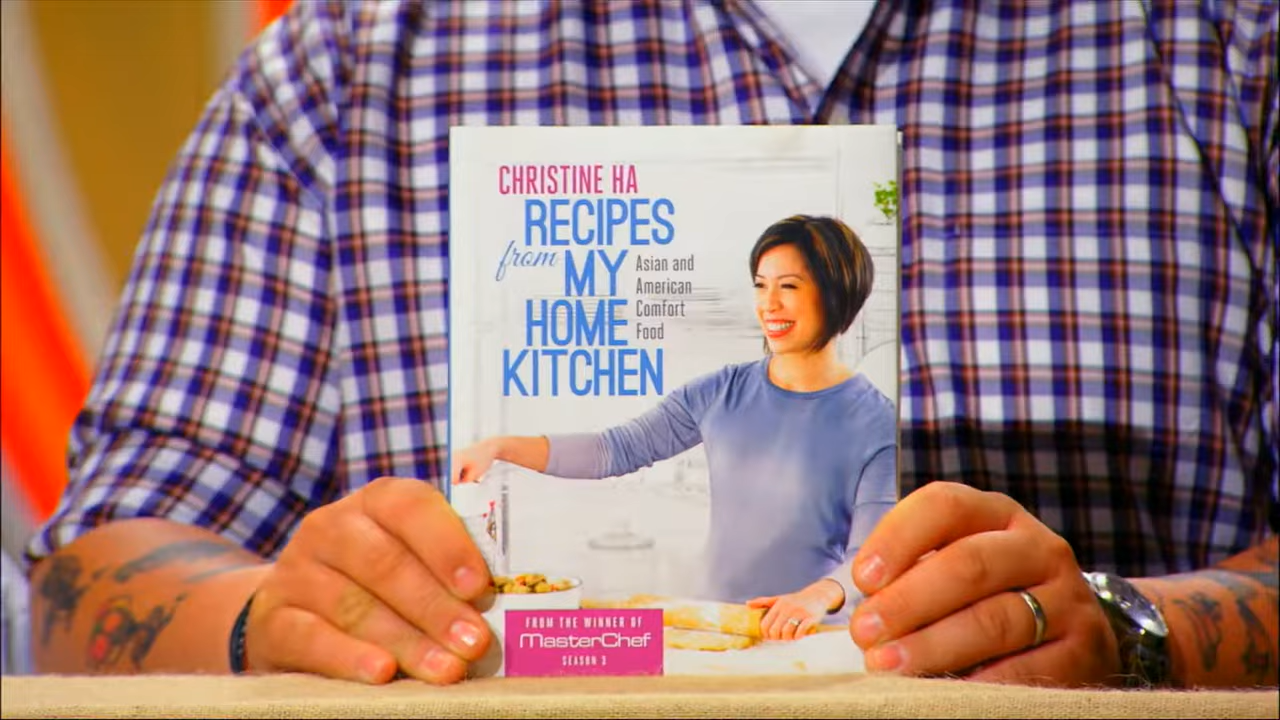 CHRISTINE HA
RECIPES
from MY
HOME
KITCHEN
Asian and
American
Comfort
Food
FROM THE WINNER OF
MasterChef
SEASON 3